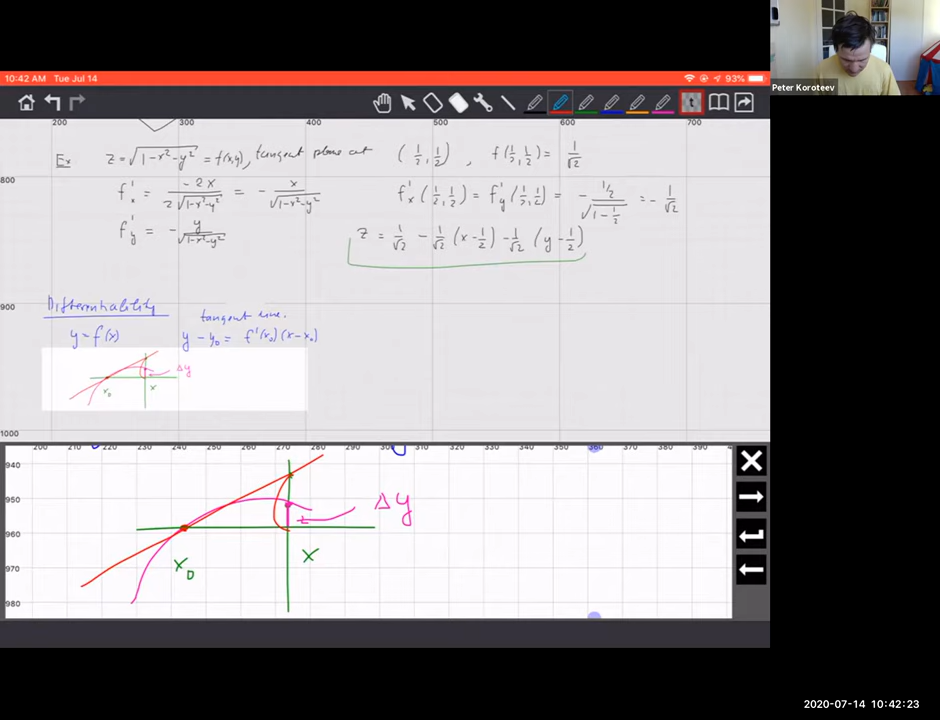 10:42 AM Tue Jul 14 93%
t
200 300 400 500 600 700
Ex z = √(1-x²-y²) = f(x,y), tangent plane at (1/2, 1/2), f(1/2, 1/2) = 1/√2
800
f'x = -2x / 2√(1-x²-y²) = - x/√(1-x²-y²) f'x (1/2, 1/2) = f'y (1/2, 1/2) = - (1/2)/√(1-1/2) = - 1/√2
f'y = - y/√(1-x²-y²) z = 1/√2 - 1/√2 (x - 1/2) - 1/√2 (y - 1/2)
900
Differentiability tangent line.
y = f(x) y - y₀ = f'(x₀)(x-x₀)
Δy
x₀ x
1000
200 210 220 230 240 250 260 270 280 290 300 310 320 330 340 350 360 370 380 390
940
950 Δy
960
970 x₀ x
980
Peter Koroteev
2020-07-14 10:42:23